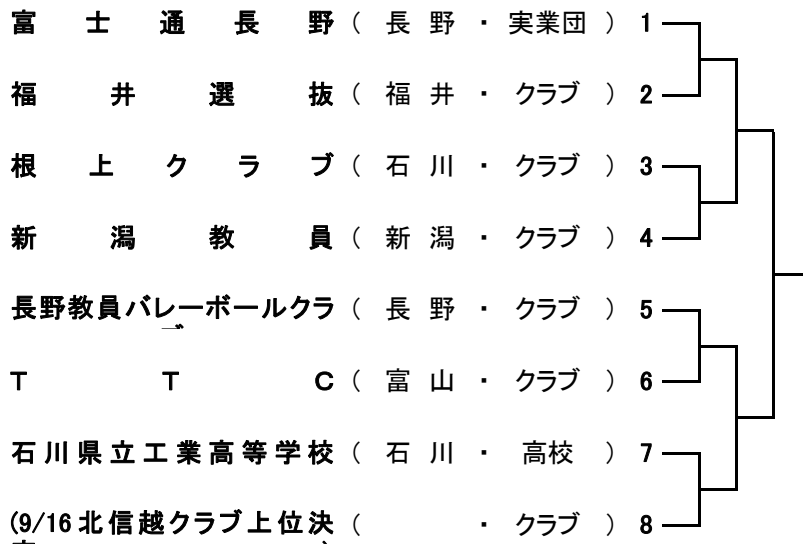 富士通長野 ( 長野・実業団 ) 1
福井選抜 ( 福井・クラブ ) 2
根上クラブ ( 石川・クラブ ) 3
新潟教員 ( 新潟・クラブ ) 4
長野教員バレーボールクラ ( 長野・クラブ ) 5
TTC ( 富山・クラブ ) 6
石川県立工業高等学校 ( 石川・高校 ) 7
(9/16北信越クラブ上位決 ( ・クラブ ) 8